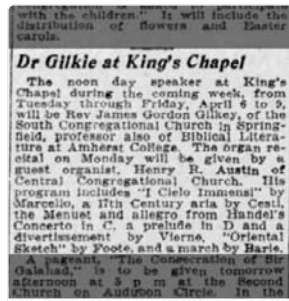 with the children." It will include the
distribution of flowers and Easter
carols.
Dr Gilkie at King's Chapel
The noon day speaker at King's
Chapel during the coming week, from
Tuesday through Friday, April 6 to 9,
will be Rev James Gordon Gilkey, of
the South Congregational Church in Spring-
field, professor also of Biblical Litera-
ture at Amherst College. The organ re-
cital on Monday will be given by a
guest organist, Henry R. Austin of
Central Congregational Church. His
program includes "I Cielo Immensi" by
Marcello, a 17th Century aria by Cesti,
the Menuet and allegro from Handel's
Concerto in C, a prelude in D and a
divertissement by Vierne, "Oriental
Sketch" by Foote, and a march by Harle.
A pageant, "The Consecration of Sir
Galahad," is to be given tomorrow
afternoon at 5 p m at the Second
Church on Audubon Circle. In the